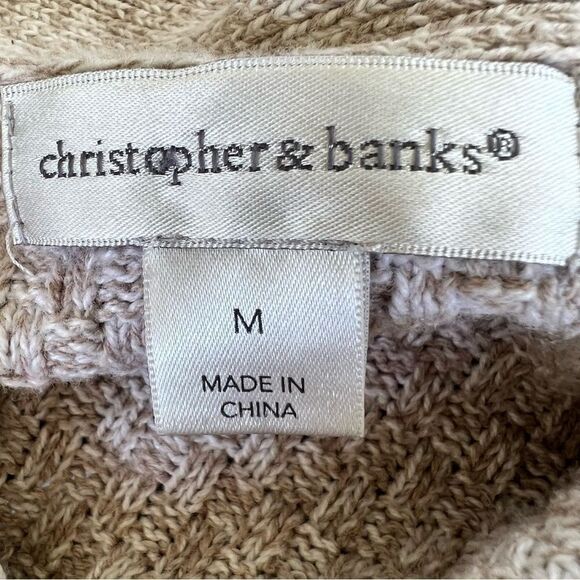 christopher & banks®
M
MADE IN
CHINA